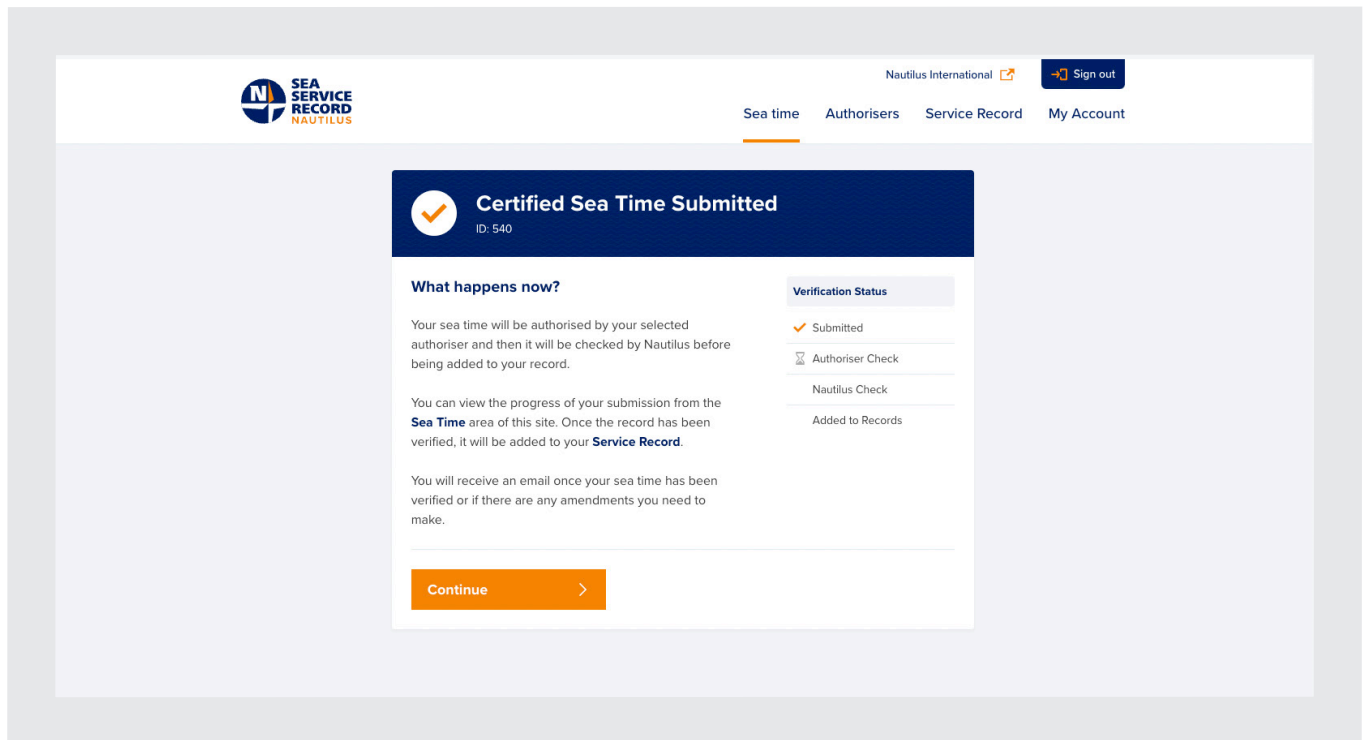 N
SEA
SERVICE
RECORD
NAUTILUS
Nautilus International
Sign out
Sea time
Authorisers
Service Record
My Account
Certified Sea Time Submitted
ID: 540
What happens now?
Your sea time will be authorised by your selected
authoriser and then it will be checked by Nautilus before
being added to your record.
You can view the progress of your submission from the
Sea Time area of this site. Once the record has been
verified, it will be added to your Service Record.
You will receive an email once your sea time has been
verified or if there are any amendments you need to
make.
Verification Status
Submitted
Authoriser Check
Nautilus Check
Added to Records
Continue